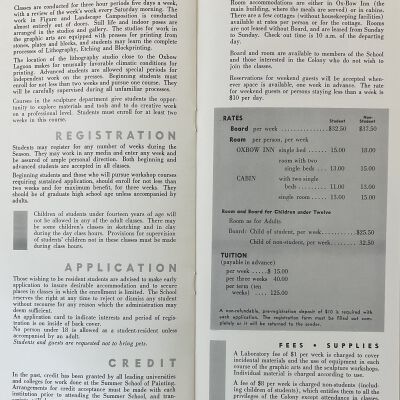 Classes are conducted for three hour periods five days a week,
with a review of the week's work every Saturday morning. The
work in Figure and Landscape Composition is conducted
almost entirely out of doors. Still life and indoor poses are
arranged in the studios and gallery. The studios for work in
the graphic arts are equipped with presses for printing from
stones, plates and blocks, and students may learn the complete
processes of Lithography, Etching and Blockprinting.
The location of the lithography studio close to the Oxbow
Lagoon makes for unusually favorable climatic conditions for
printing. Advanced students are allowed special periods of
independent work on the presses. Beginning students must
enroll for not less than two weeks and pursue one course. They
will be carefully supervised during all unfamiliar processes.
Courses in the sculpture department give students the opportu-
nity to explore materials and tools and to do creative work
on a professional level. Students must enroll for at least two
weeks in this course.
REGISTRATION
Students may register for any number of weeks during the
Season. They may work in any medium and enter any week and
be assured of ample personal direction. Both beginning and
advanced students are accepted in all classes.
Beginning students and those who will pursue workshop courses
requiring sustained application, should enroll for not less than
two weeks and for maximum benefit, for three weeks. They
should be of graduate high school age unless accompanied by
adults.
Children of students under fourteen years of age will
not be allowed in any of the adult classes. There may
be some children's classes in sketching and in clay
during the day class hours. Provisions for supervision
of students' children not in these classes must be made
during class hours.
APPLICATION
Those wishing to be resident students are advised to make early
application to insure desirable accommodation and to secure
places in classes in which the enrollment is limited. The School
reserves the right at any time to reject or dismiss any student
without recourse for any reason which the administration may
deem sufficient.
An application card to indicate interests and period of regis-
tration is on inside of back cover.
No person under 18 is allowed as a student-resident unless
accompanied by an adult.
Students and guests are requested not to bring pets.
CREDIT
In the past, credit has been granted by all leading universities
and colleges for work done at the Summer School of Painting.
Arrangements for credit acceptance must be made with each
institution prior to attending the Summer School, and tran-
Room accommodations are either in Ox-Bow Inn (the
main building, where the meals are served) or in cabins.
There are a few cottages (without housekeeping facilities)
available at rates per person or for the cottage. Rooms
are not leased without Board, and are leased from Sunday
to Sunday. Check out time is 10 a.m. of the departure
day.
Board and room are available to members of the School
and those interested in the Colony who do not wish to
join the classes.
Reservations for weekend guests will be accepted when-
ever space is available, one week in advance. The rate
for weekend guests or persons staying less than a week is
$10 per day.
RATES Student Non-Student
Board per week $32.50 $37.50
Room per person, per week
OXBOW INN single bed 15.00 18.00
room with two
single beds 13.00 15.00
CABIN with two single
beds 11.00 13.00
single room 13.00 15.00
Room and Board for Children under Twelve
Room as for Adults
Board: Child of student, per week $25.50
Child of non-student, per week 32.50
TUITION
(payable in advance)
per week $ 15.00
per three weeks 40.00
per term (ten
weeks) 125.00
A non-refundable, pre-registration deposit of $10 is required with
each application. The registration form must be filled out com-
pletely as it will be returned to the sender.
FEES • SUPPLIES
A Laboratory fee of $1 per week is charged to cover
incidental materials and the use of equipment in each
course of the graphic arts and the sculpture workshops.
Individual material is charged according to use.
A fee of $8 per week is charged non-students (includ-
ing children of students), which entitles them to all the
privileges of the Colony except attendance in classes.